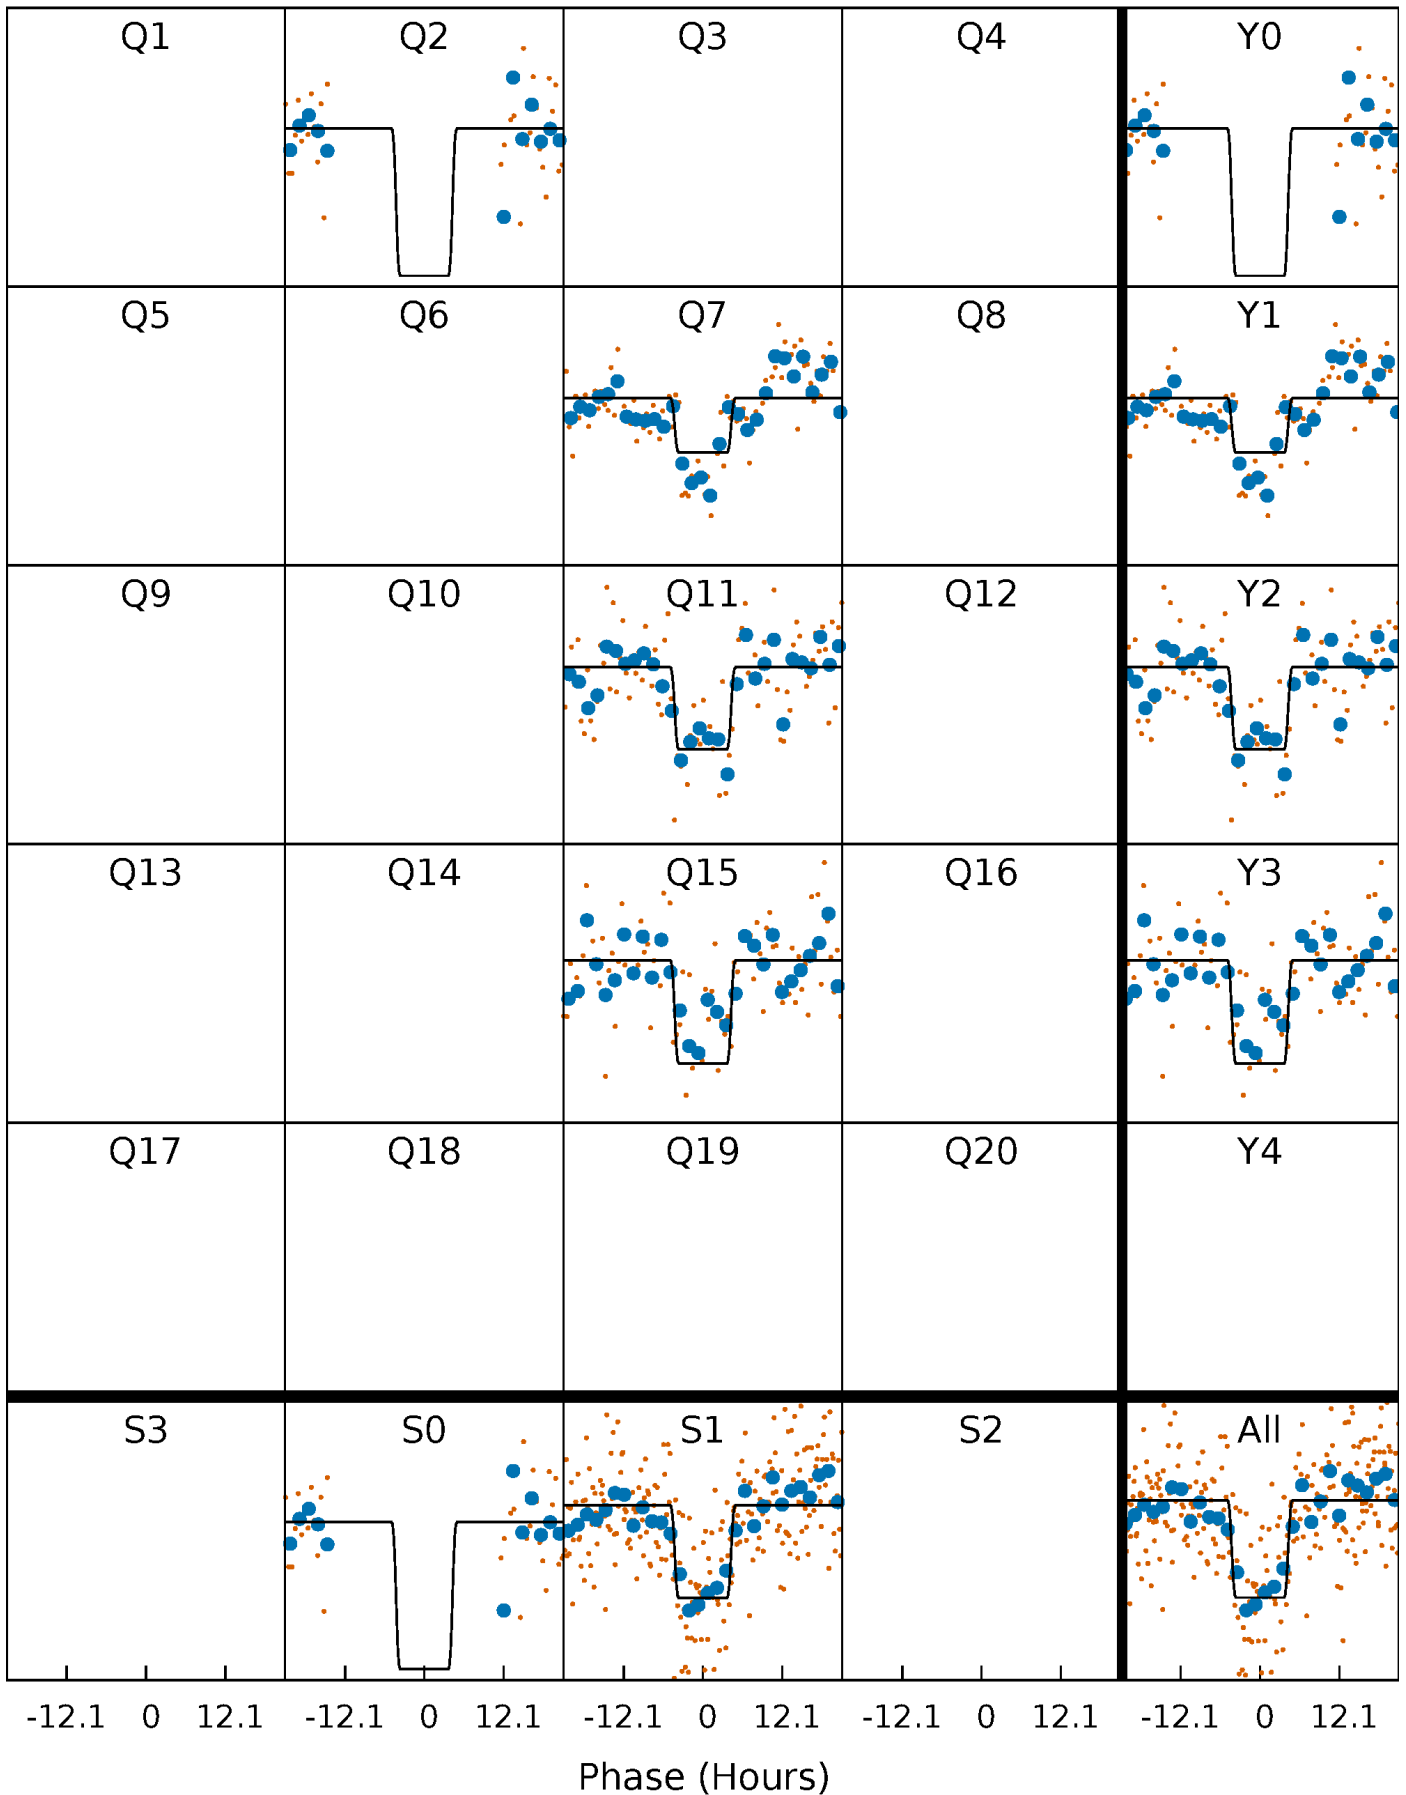 Q1 Q2 Q3 Q4 Y0
Q5 Q6 Q7 Q8 Y1
Q9 Q10 Q11 Q12 Y2
Q13 Q14 Q15 Q16 Y3
Q17 Q18 Q19 Q20 Y4
S3 S0 S1 S2 All
-12.1 0 12.1 -12.1 0 12.1 -12.1 0 12.1 -12.1 0 12.1 -12.1 0 12.1
Phase (Hours)